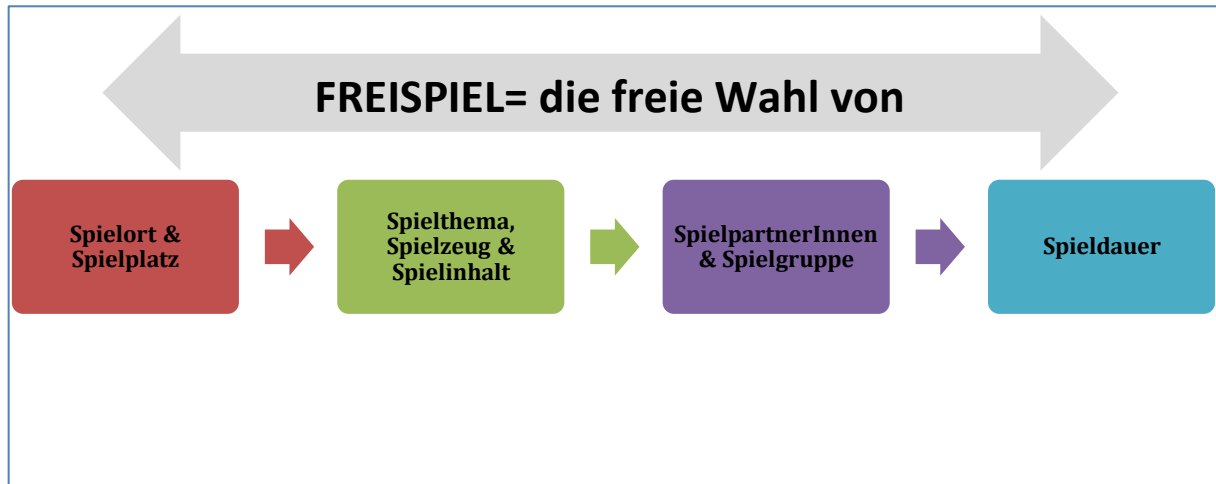 FREISPIEL= die freie Wahl von
Spielort &
Spielplatz
Spielthema,
Spielzeug &
Spielinhalt
SpielpartnerInnen
& Spielgruppe
Spieldauer